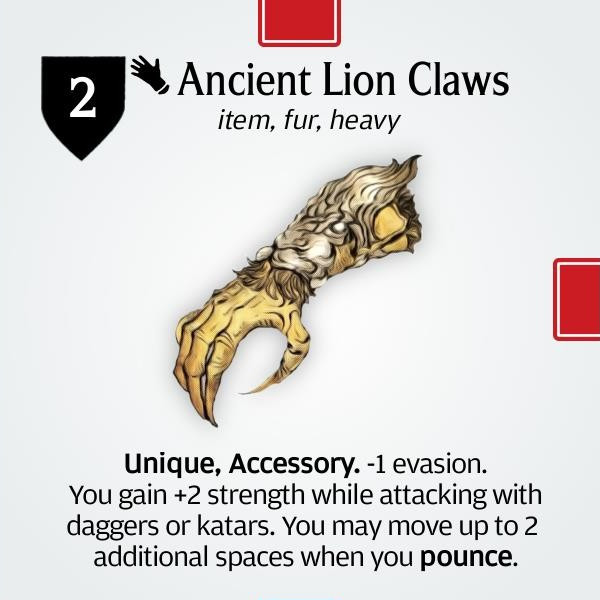 2
Ancient Lion Claws
item, fur, heavy
Unique, Accessory. -1 evasion.
You gain +2 strength while attacking with
daggers or katars. You may move up to 2
additional spaces when you pounce.